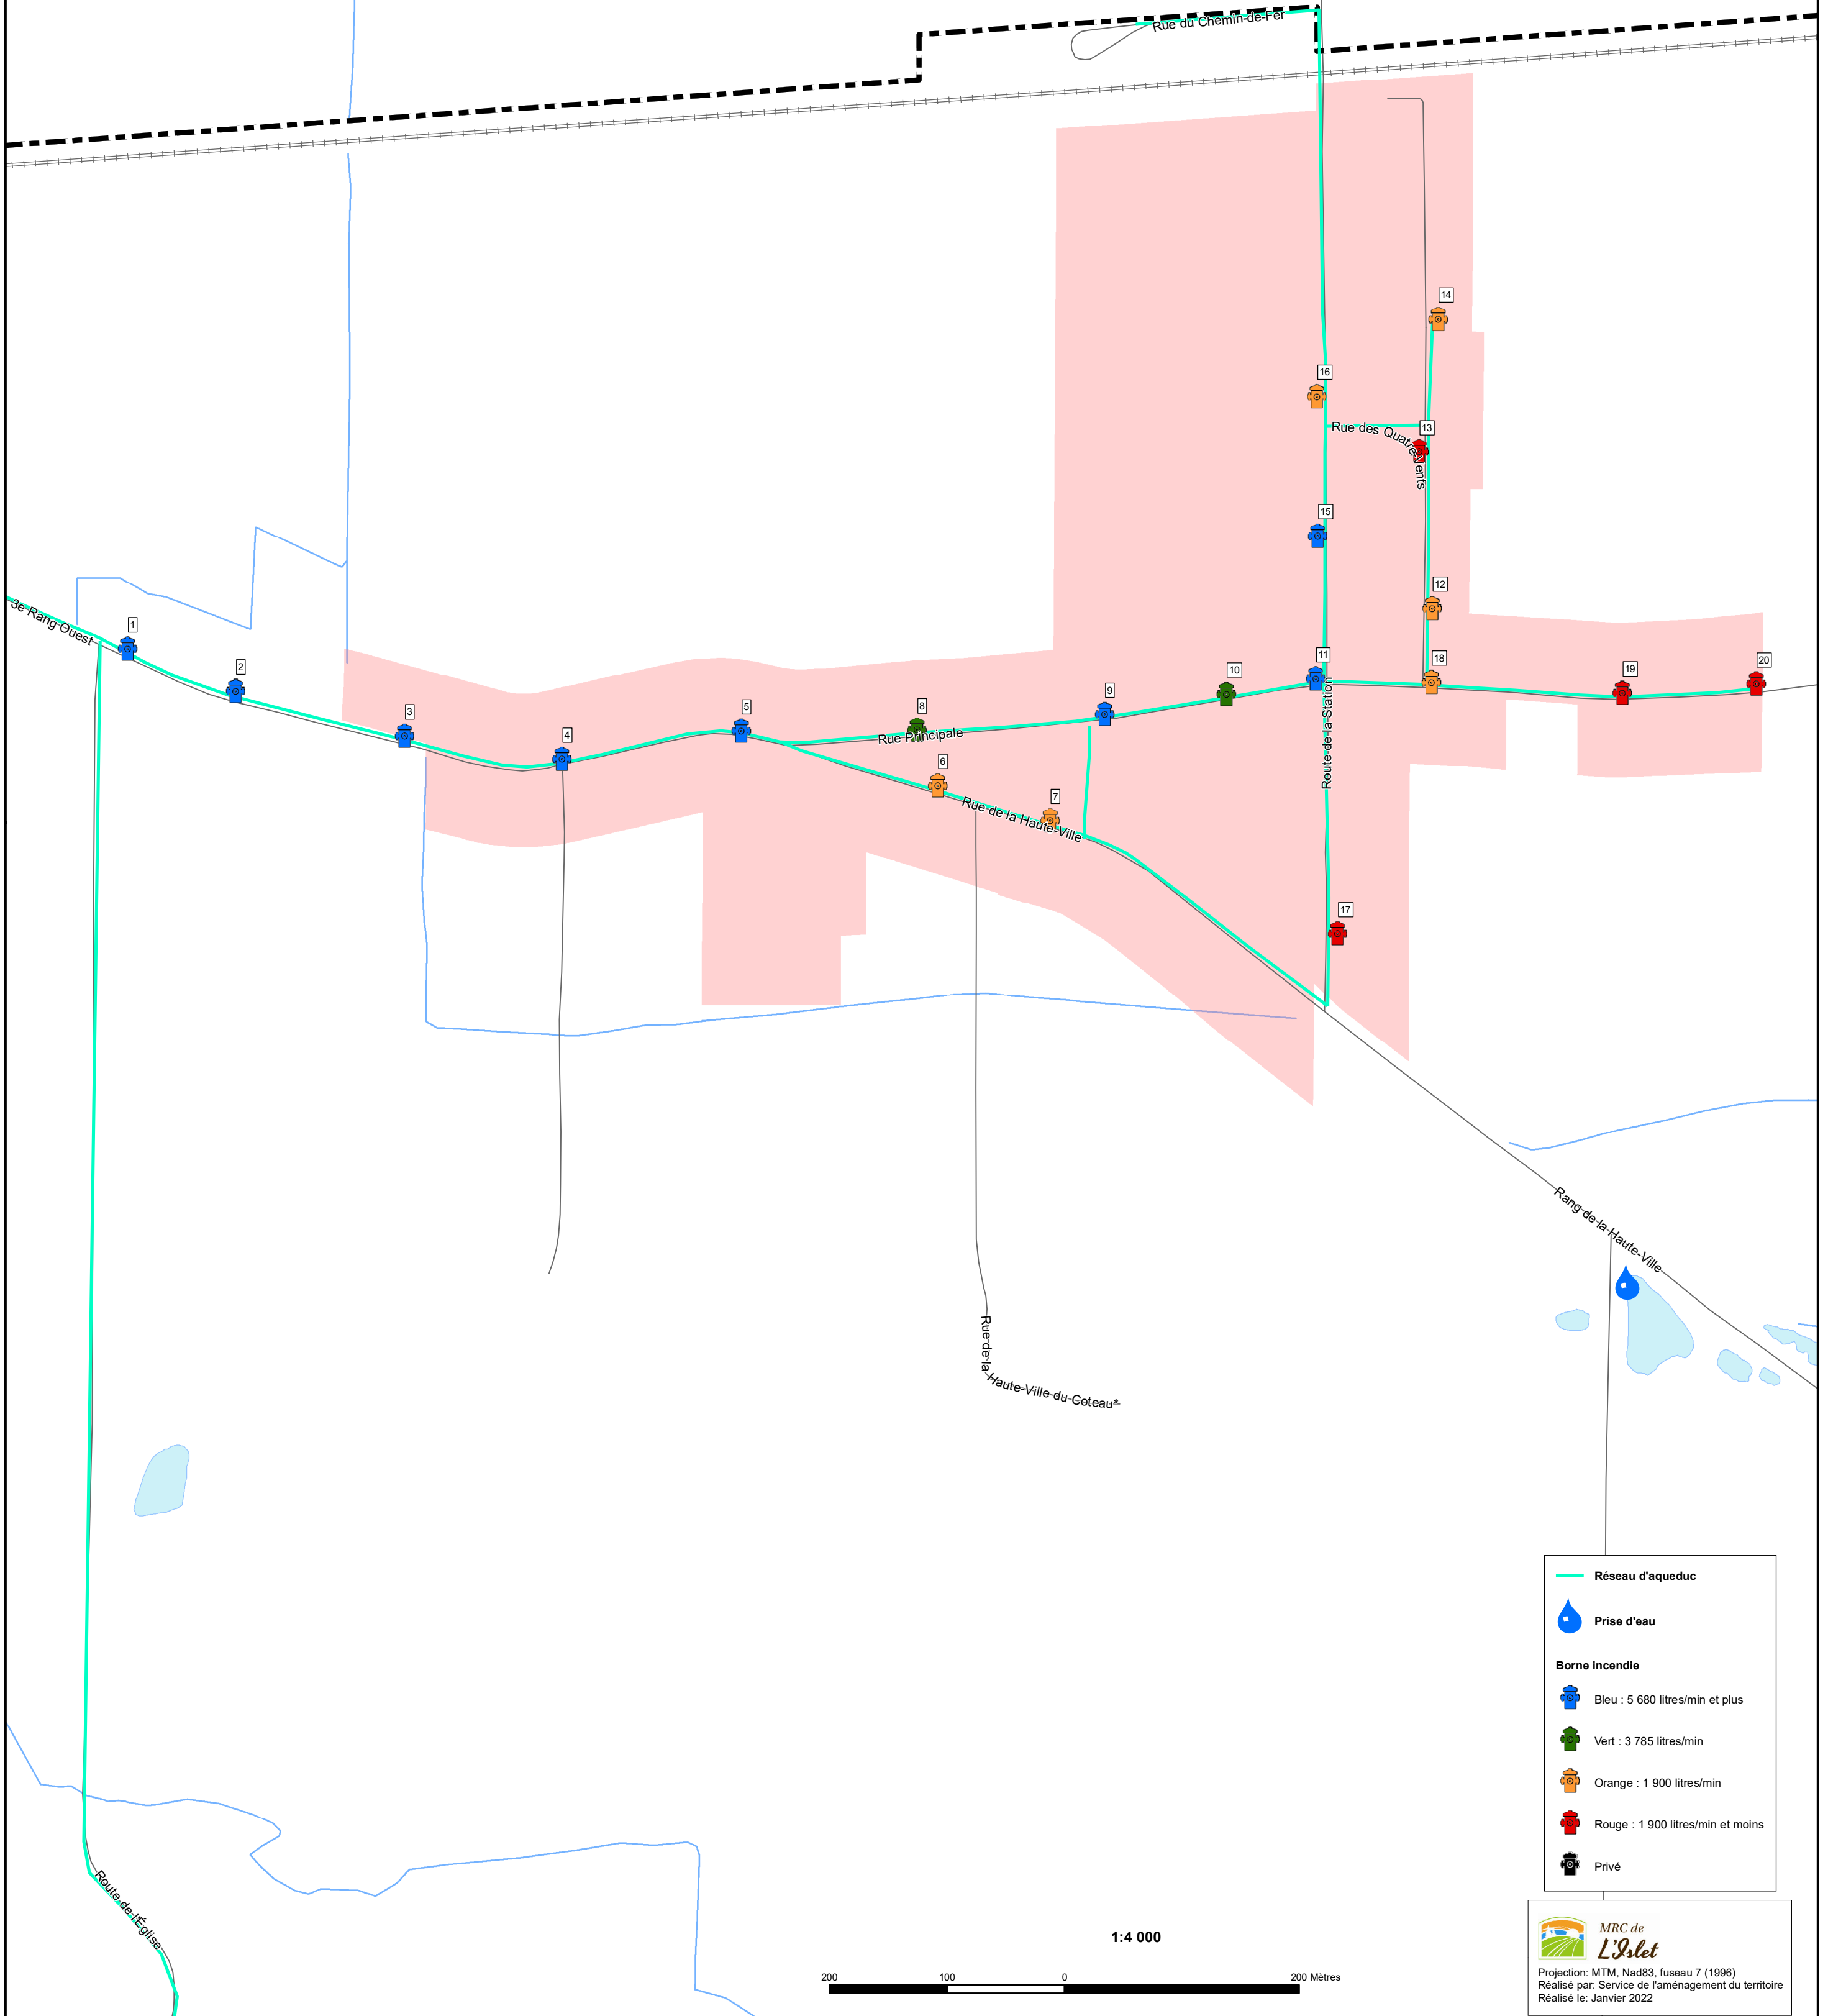 Rue du Chemin-de-Fer
14
16
Rue des Quatre-Vents
13
15
12
3e Rang Ouest
1
2
3
4
5
8
9
10
11
18
19
20
Rue Principale
Route de la Station
6
7
Rue de la Haute-Ville
17
Rang de la Haute-Ville
Rue de la Haute-Ville du Coteau*
Route de l'Église
Réseau d'aqueduc
Prise d'eau
Borne incendie
Bleu : 5 680 litres/min et plus
Vert : 3 785 litres/min
Orange : 1 900 litres/min
Rouge : 1 900 litres/min et moins
Privé
1:4 000
200 100 0 200 Mètres
MRC de
L'Islet
Projection: MTM, Nad83, fuseau 7 (1996)
Réalisé par: Service de l'aménagement du territoire
Réalisé le: Janvier 2022